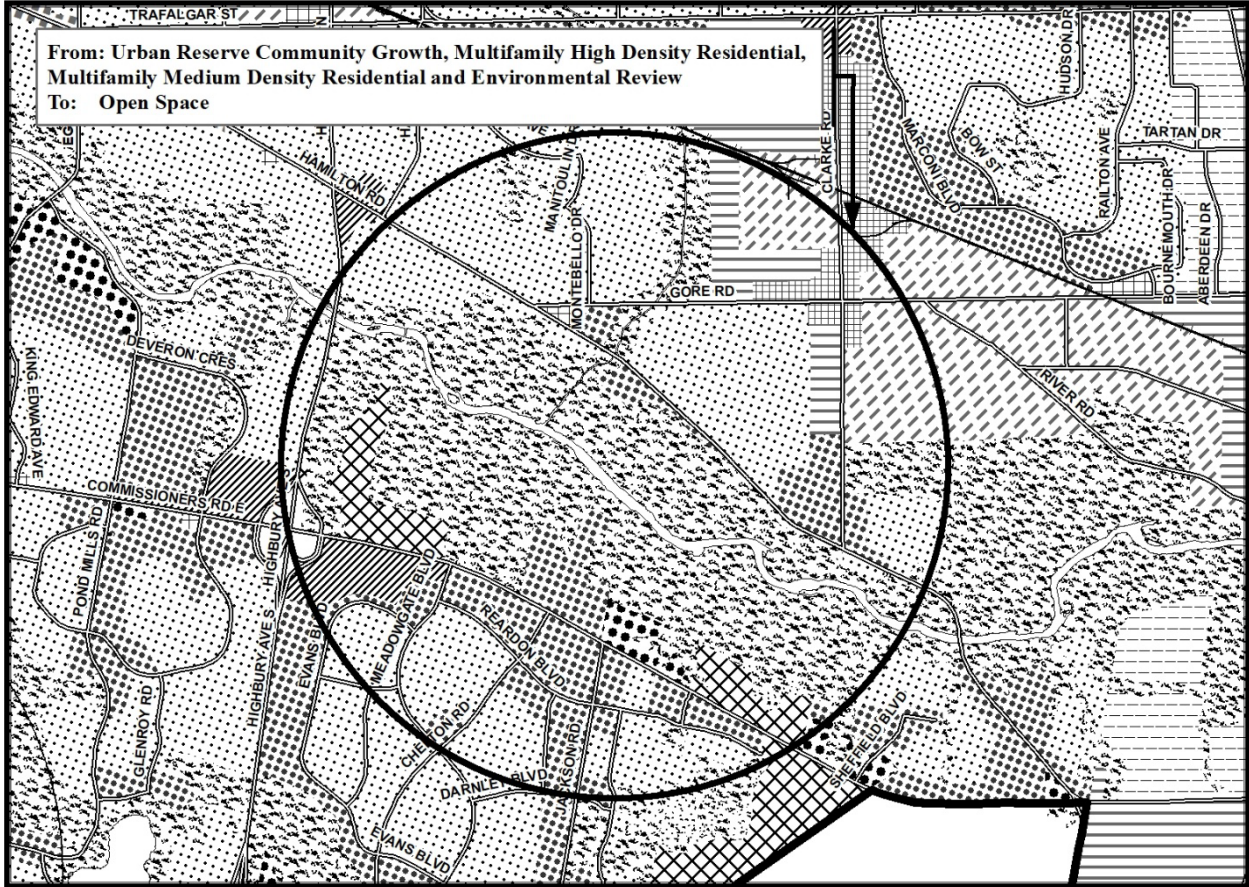 TRAFALGAR ST
From: Urban Reserve Community Growth, Multifamily High Density Residential,
Multifamily Medium Density Residential and Environmental Review
To: Open Space
HUDSON DR
CLARKE RD
MARCONI BLVD
BOW ST
RAILTON AVE
TARTAN DR
BOURNEMOUTH DR
ABERDEEN DR
HAMILTON RD
MANITOULIN DR
MONTEBELLO DR
GORE RD
RIVER RD
DEVERON CRES
KING EDWARD AVE
COMMISSIONERS RD E
POND MILLS RD
HIGHBURY AVE S
HIGHBURY
GLENROY RD
EVANS BLVD
MEADOWGATE BLVD
REARDON BLVD
CHELTON RD
DARNLEY BLVD
JACKSON RD
SHEFFIELD BLVD
EVANS BLVD